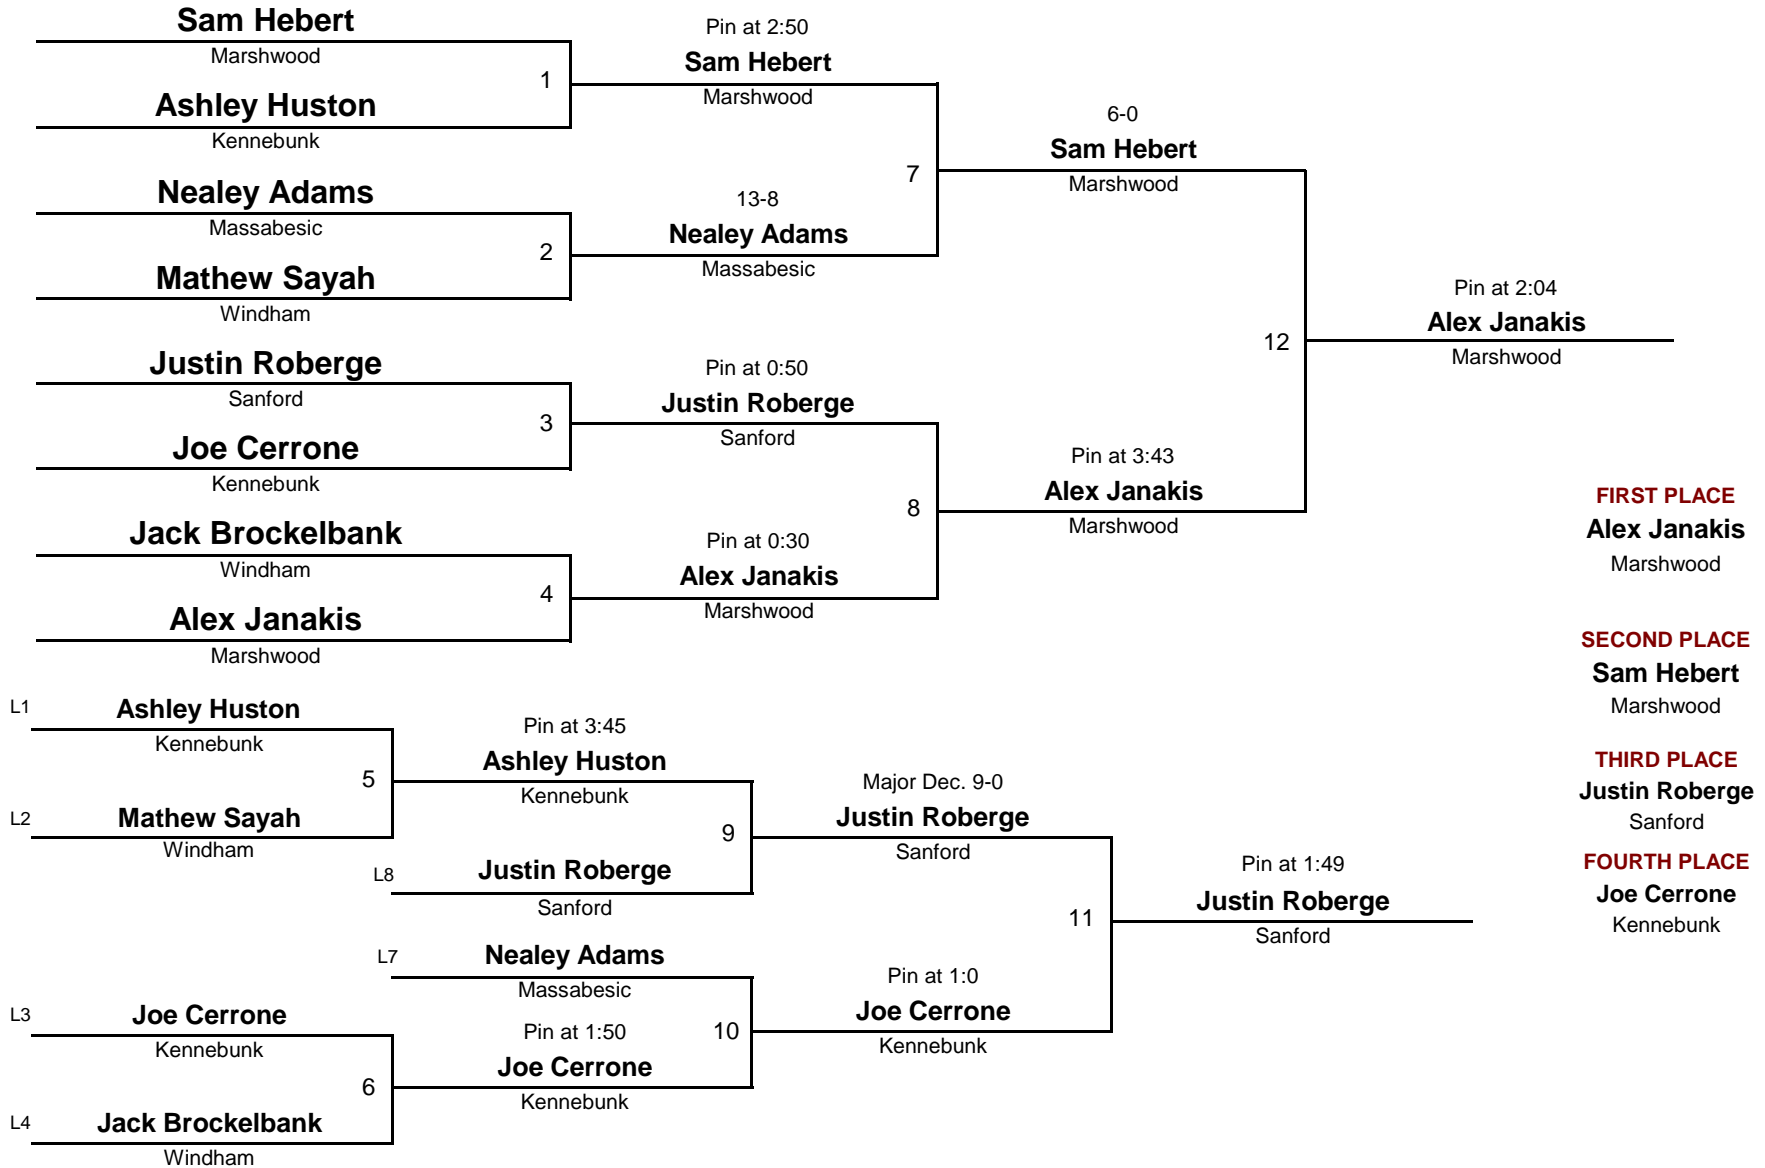 Sam Hebert
Marshwood
1
Ashley Huston
Kennebunk
Nealey Adams
Massabesic
2
Mathew Sayah
Windham
Justin Roberge
Sanford
3
Joe Cerrone
Kennebunk
Jack Brockelbank
Windham
4
Alex Janakis
Marshwood
Pin at 2:50
Sam Hebert
Marshwood
7
13-8
Nealey Adams
Massabesic
Pin at 0:50
Justin Roberge
Sanford
8
Pin at 0:30
Alex Janakis
Marshwood
6-0
Sam Hebert
Marshwood
12
Pin at 3:43
Alex Janakis
Marshwood
Pin at 2:04
Alex Janakis
Marshwood
FIRST PLACE
Alex Janakis
Marshwood
SECOND PLACE
Sam Hebert
Marshwood
THIRD PLACE
Justin Roberge
Sanford
FOURTH PLACE
Joe Cerrone
Kennebunk
L1
Ashley Huston
Kennebunk
5
L2
Mathew Sayah
Windham
Pin at 3:45
Ashley Huston
Kennebunk
9
L8
Justin Roberge
Sanford
L7
Nealey Adams
Massabesic
10
L3
Joe Cerrone
Kennebunk
6
L4
Jack Brockelbank
Windham
Pin at 1:50
Joe Cerrone
Kennebunk
Major Dec. 9-0
Justin Roberge
Sanford
11
Pin at 1:0
Joe Cerrone
Kennebunk
Pin at 1:49
Justin Roberge
Sanford